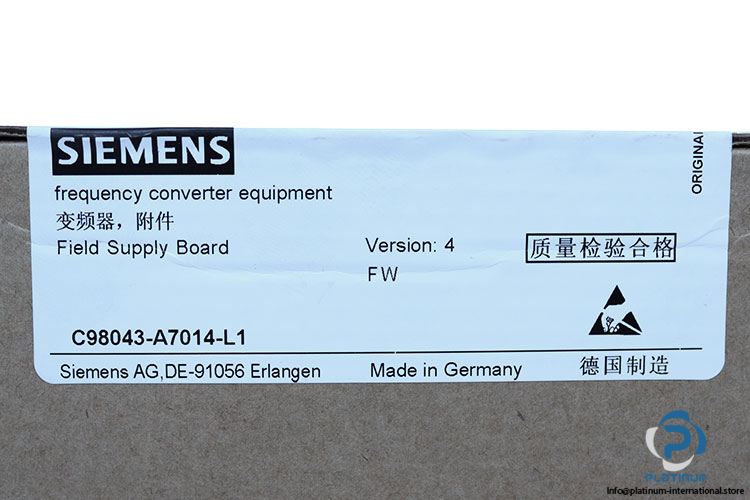 SIEMENS
ORIGINAL
frequency converter equipment
变频器，附件
Field Supply Board
Version: 4
质量检验合格
FW
C98043-A7014-L1
Siemens AG,DE-91056 Erlangen
Made in Germany
德国制造
PLATINUM
Info@platinum-international.store